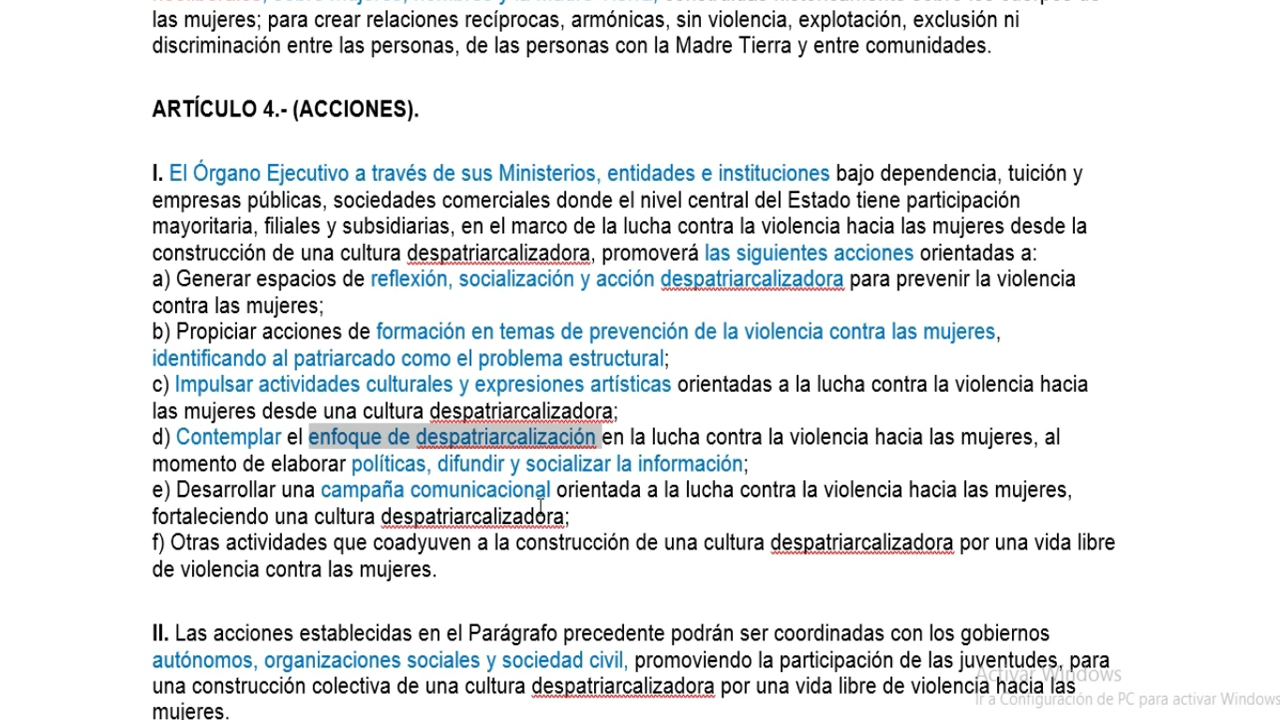 las mujeres; para crear relaciones recíprocas, armónicas, sin violencia, explotación, exclusión ni
discriminación entre las personas, de las personas con la Madre Tierra y entre comunidades.
ARTÍCULO 4.- (ACCIONES).
I. El Órgano Ejecutivo a través de sus Ministerios, entidades e instituciones bajo dependencia, tuición y
empresas públicas, sociedades comerciales donde el nivel central del Estado tiene participación
mayoritaria, filiales y subsidiarias, en el marco de la lucha contra la violencia hacia las mujeres desde la
construcción de una cultura despatriarcalizadora, promoverá las siguientes acciones orientadas a:
a) Generar espacios de reflexión, socialización y acción despatriarcalizadora para prevenir la violencia
contra las mujeres;
b) Propiciar acciones de formación en temas de prevención de la violencia contra las mujeres,
identificando al patriarcado como el problema estructural;
c) Impulsar actividades culturales y expresiones artísticas orientadas a la lucha contra la violencia hacia
las mujeres desde una cultura despatriarcalizadora;
d) Contemplar el enfoque de despatriarcalización en la lucha contra la violencia hacia las mujeres, al
momento de elaborar políticas, difundir y socializar la información;
e) Desarrollar una campaña comunicacional orientada a la lucha contra la violencia hacia las mujeres,
fortaleciendo una cultura despatriarcalizadora;
f) Otras actividades que coadyuven a la construcción de una cultura despatriarcalizadora por una vida libre
de violencia contra las mujeres.
II. Las acciones establecidas en el Parágrafo precedente podrán ser coordinadas con los gobiernos
autónomos, organizaciones sociales y sociedad civil, promoviendo la participación de las juventudes, para
una construcción colectiva de una cultura despatriarcalizadora por una vida libre de violencia hacia las
mujeres.
Activar Windows
Ir a Configuración de PC para activar Windows